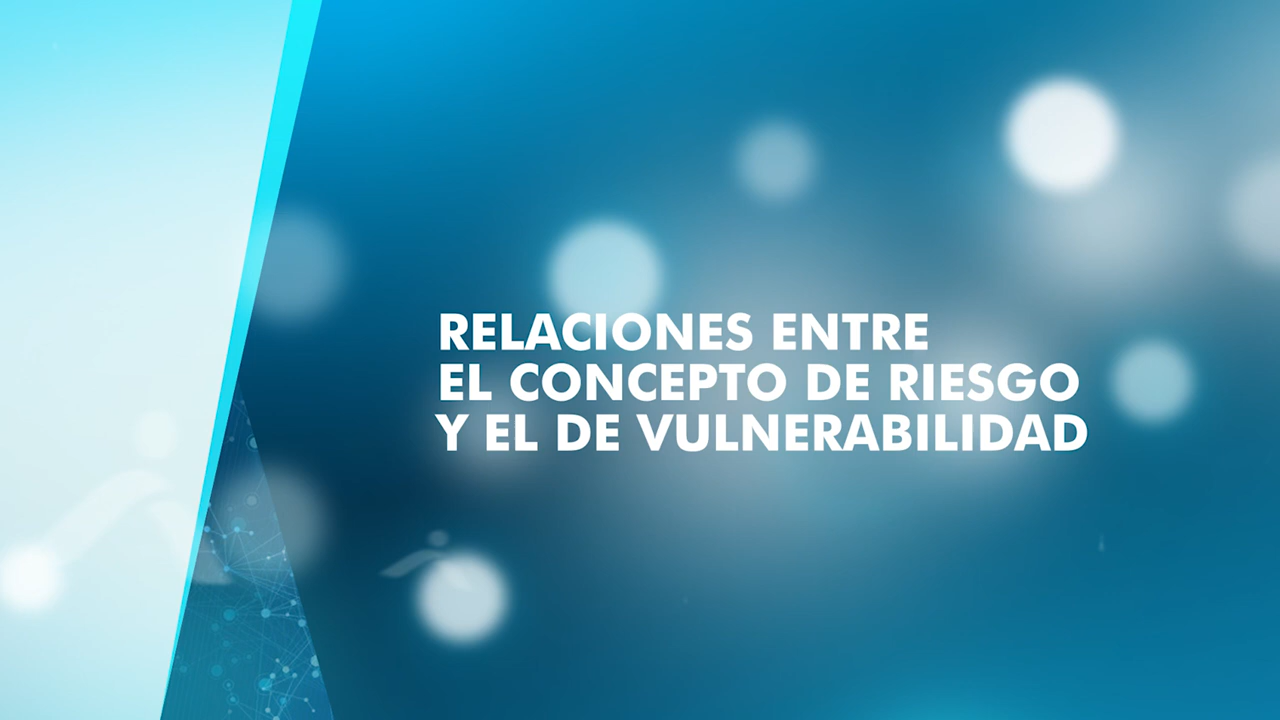 RELACIONES ENTRE
EL CONCEPTO DE RIESGO
Y EL DE VULNERABILIDAD